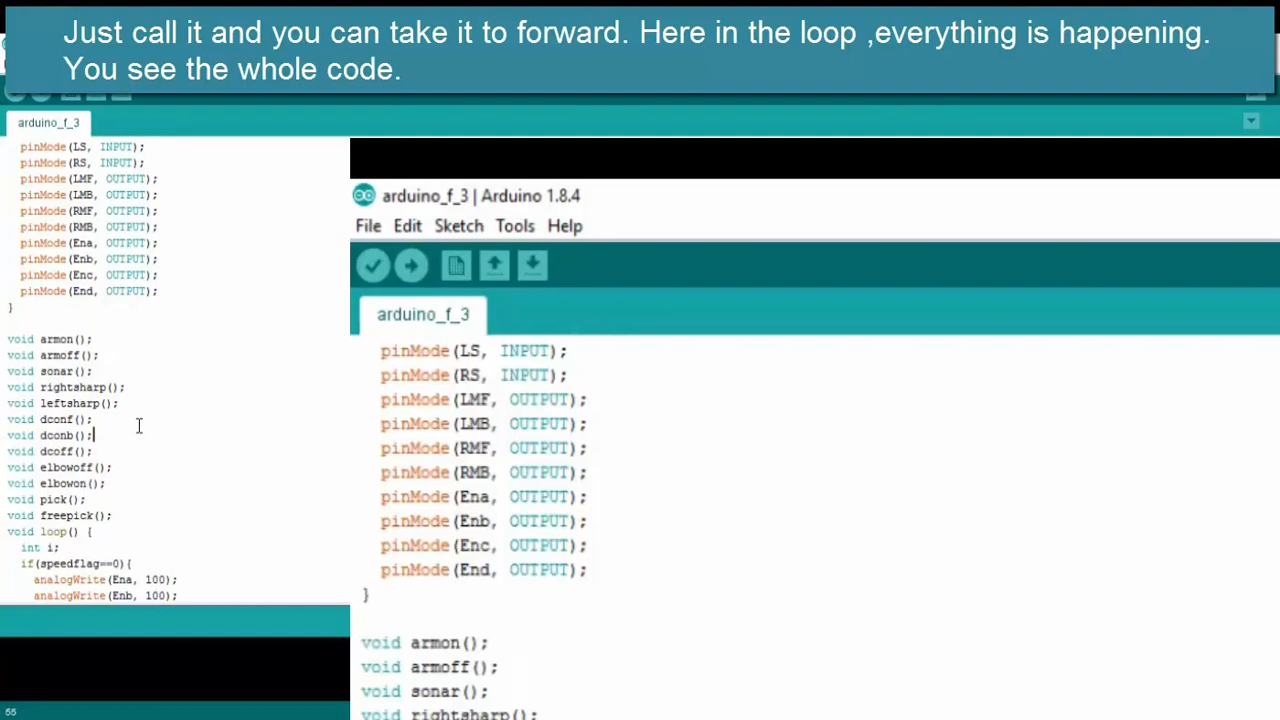 Just call it and you can take it to forward. Here in the loop ,everything is happening.
You see the whole code.
arduino_f_3
pinMode(LS, INPUT);
pinMode(RS, INPUT);
pinMode(LMF, OUTPUT);
pinMode(LMB, OUTPUT);
pinMode(RMF, OUTPUT);
pinMode(RMB, OUTPUT);
pinMode(Ena, OUTPUT);
pinMode(Enb, OUTPUT);
pinMode(Enc, OUTPUT);
pinMode(End, OUTPUT);
}
void armon();
void armoff();
void sonar();
void rightsharp();
void leftsharp();
void dconf();
void dconb();
void dcoff();
void elbowoff();
void elbowon();
void pick();
void freepick();
void loop() {
int i;
if(speedflag==0){
analogWrite(Ena, 100);
analogWrite(Enb, 100);
55
arduino_f_3 | Arduino 1.8.4
File Edit Sketch Tools Help
arduino_f_3
pinMode(LS, INPUT);
pinMode(RS, INPUT);
pinMode(LMF, OUTPUT);
pinMode(LMB, OUTPUT);
pinMode(RMF, OUTPUT);
pinMode(RMB, OUTPUT);
pinMode(Ena, OUTPUT);
pinMode(Enb, OUTPUT);
pinMode(Enc, OUTPUT);
pinMode(End, OUTPUT);
}
void armon();
void armoff();
void sonar();
void rightsharp();